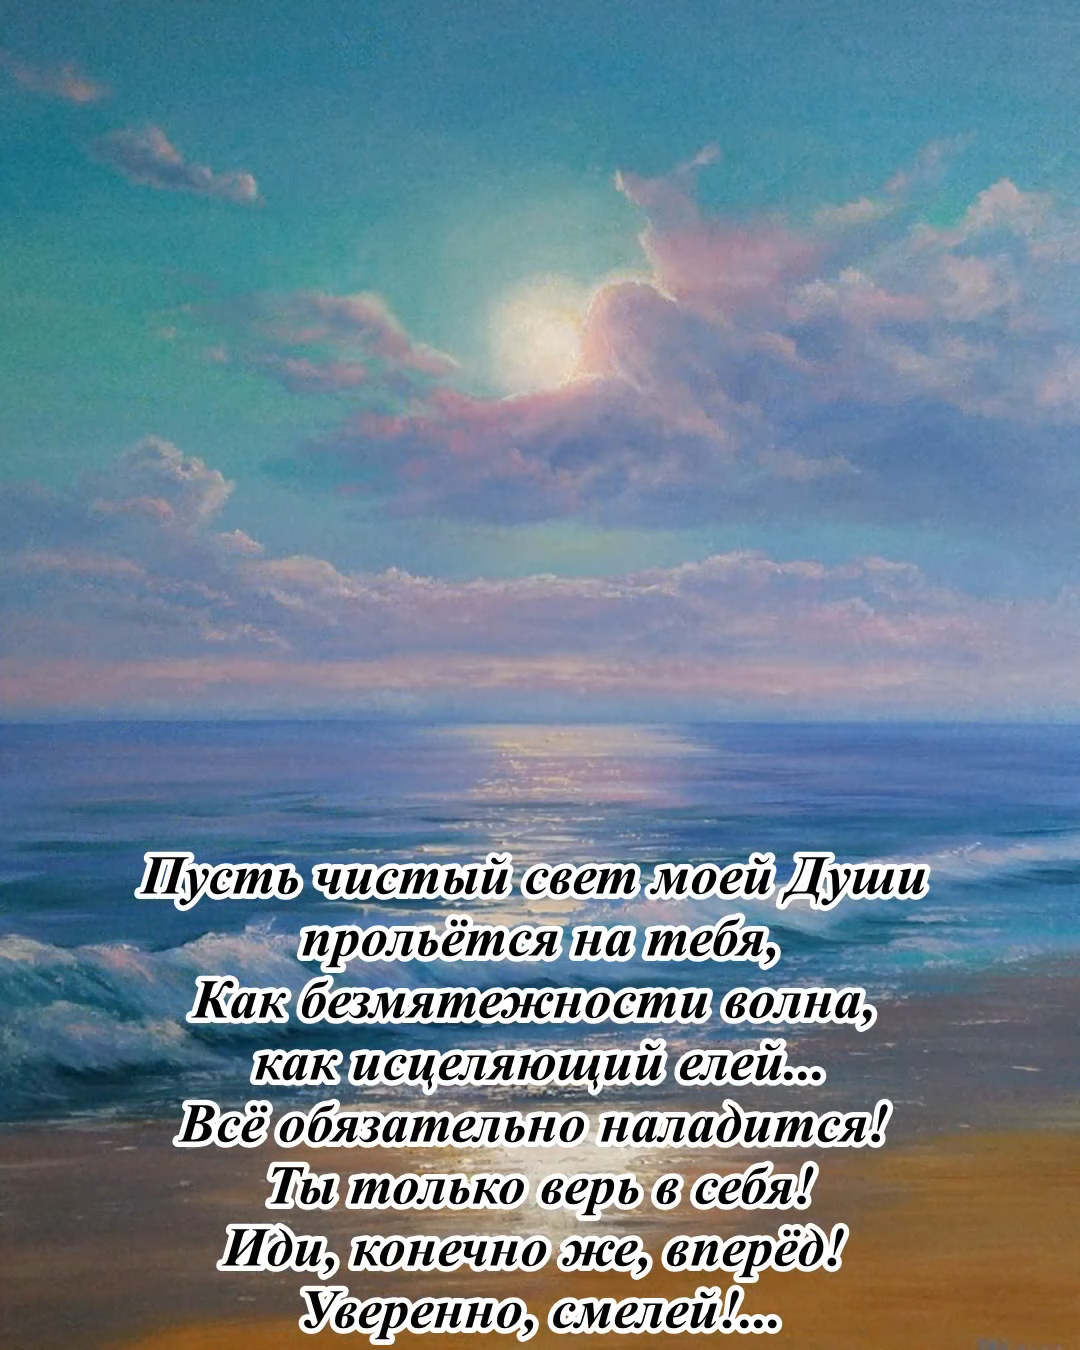 Пусть чистый свет моей Души
прольётся на тебя,
Как безмятежности волна,
как исцеляющий елей...
Всё обязательно наладится!
Ты только верь в себя!
Иди, конечно же, вперёд!
Уверенно, смелей!...